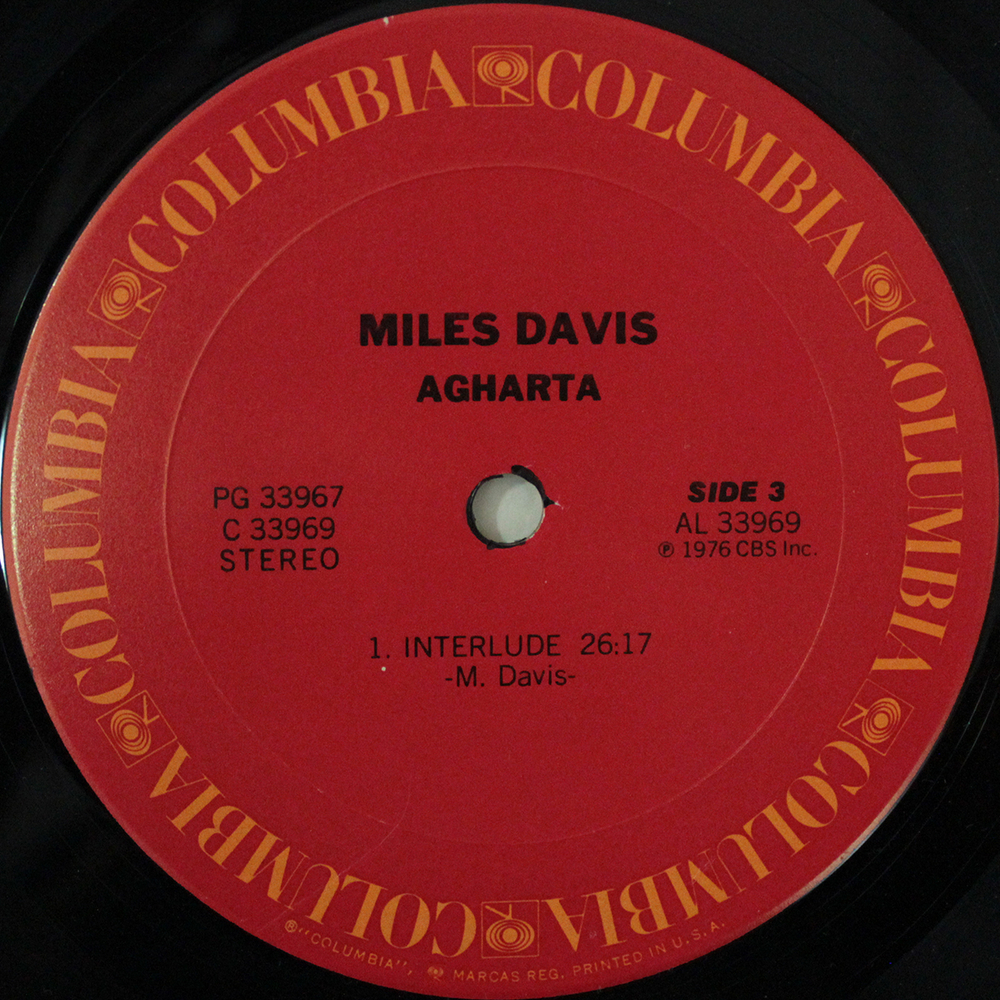 COLUMBIA COLUMBIA COLUMBIA COLUMBIA COLUMBIA COLUMBIA
MILES DAVIS
AGHARTA
PG 33967
C 33969
STEREO
SIDE 3
AL 33969
℗ 1976 CBS Inc.
1. INTERLUDE 26:17
-M. Davis-
®"COLUMBIA", MARCAS REG. PRINTED IN U.S.A.